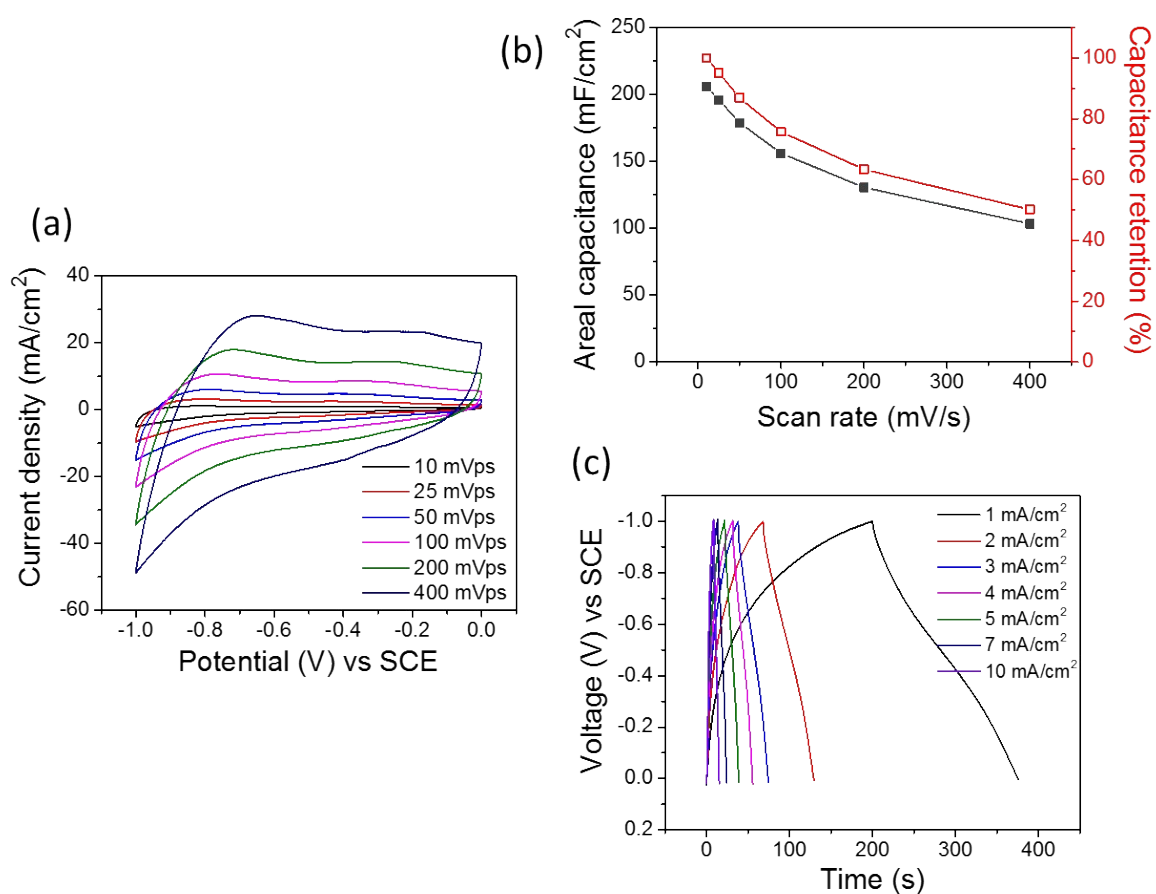 (b)
250
200
150
100
50
0
Areal capacitance (mF/cm²)
100
80
60
40
20
0
Capacitance retention (%)
0 100 200 300 400
Scan rate (mV/s)
(a)
40
20
0
-20
-40
-60
Current density (mA/cm²)
10 mVps
25 mVps
50 mVps
100 mVps
200 mVps
400 mVps
-1.0 -0.8 -0.6 -0.4 -0.2 0.0
Potential (V) vs SCE
(c)
-1.0
-0.8
-0.6
-0.4
-0.2
0.0
0.2
Voltage (V) vs SCE
1 mA/cm²
2 mA/cm²
3 mA/cm²
4 mA/cm²
5 mA/cm²
7 mA/cm²
10 mA/cm²
0 100 200 300 400
Time (s)